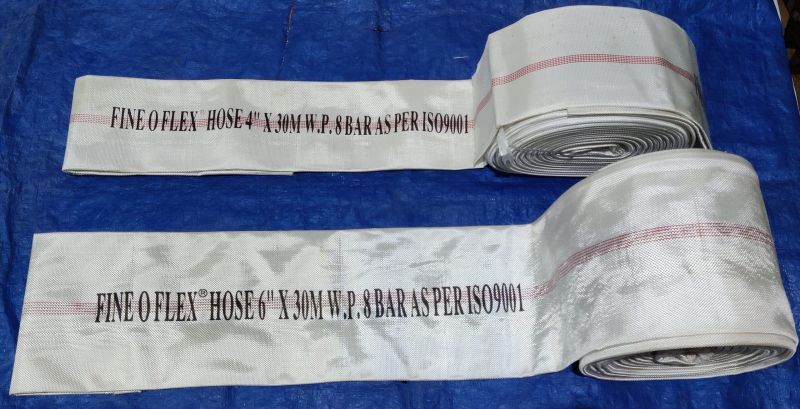 FINE O FLEX® HOSE 4" X 30M W.P. 8 BAR AS PER ISO9001
FINE O FLEX® HOSE 6" X 30M W.P. 8 BAR AS PER ISO9001